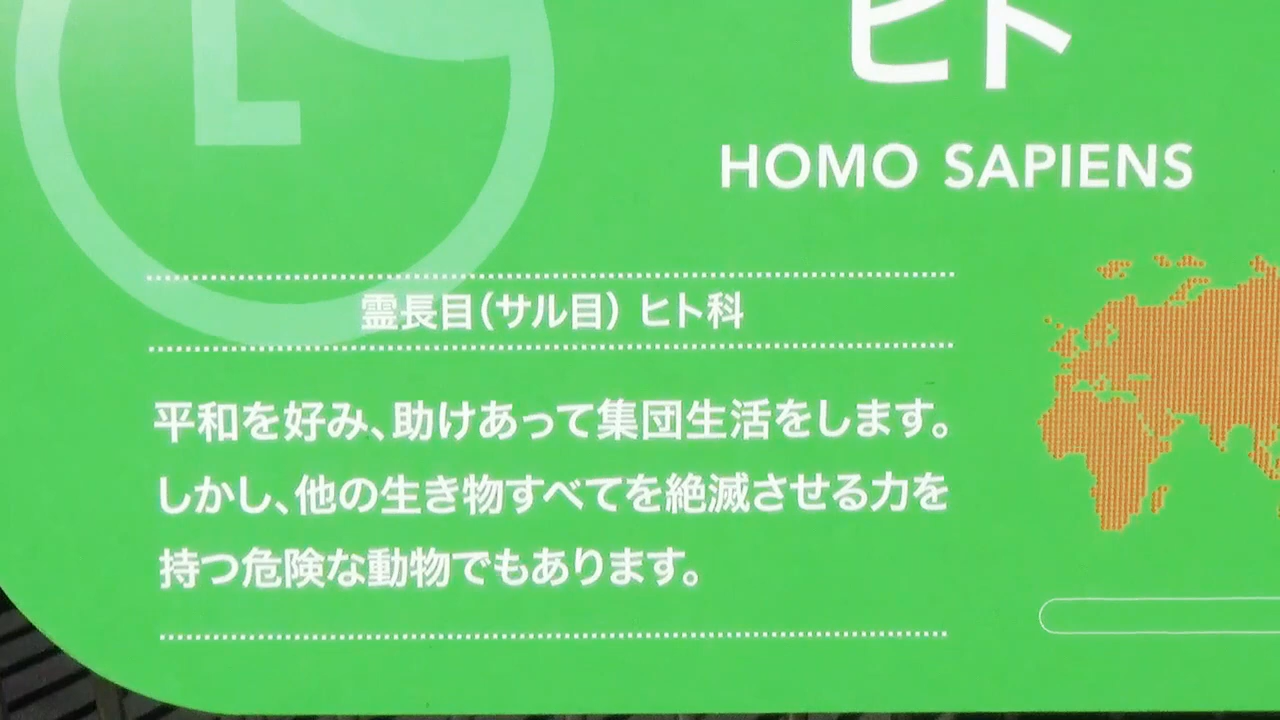 ヒト
HOMO SAPIENS
霊長目（サル目） ヒト科
平和を好み、助けあって集団生活をします。
しかし、他の生き物すべてを絶滅させる力を
持つ危険な動物でもあります。